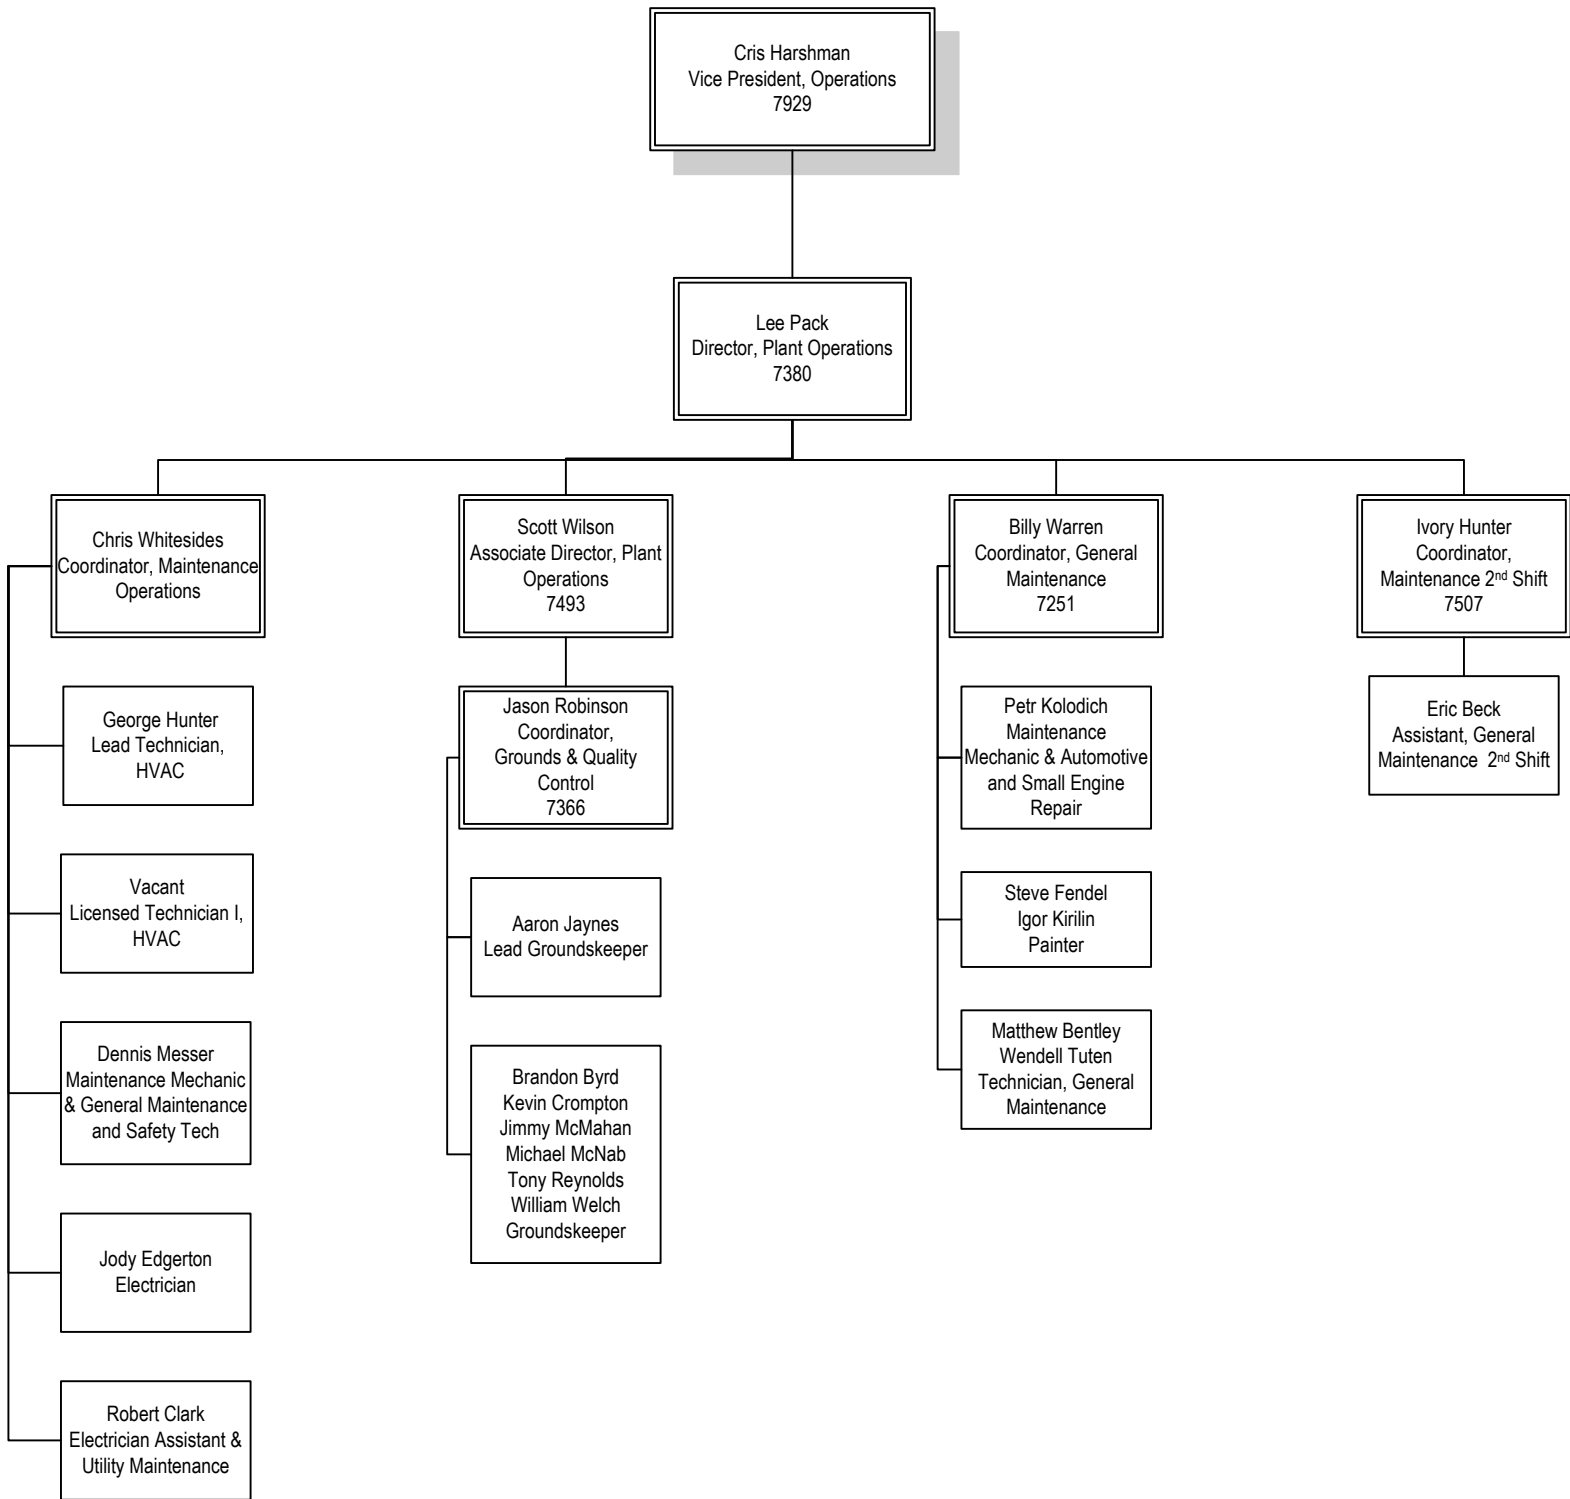 Cris Harshman
Vice President, Operations
7929
Lee Pack
Director, Plant Operations
7380
Chris Whitesides
Coordinator, Maintenance
Operations
Scott Wilson
Associate Director, Plant
Operations
7493
Billy Warren
Coordinator, General
Maintenance
7251
Ivory Hunter
Coordinator,
Maintenance 2nd Shift
7507
George Hunter
Lead Technician,
HVAC
Vacant
Licensed Technician I,
HVAC
Dennis Messer
Maintenance Mechanic
& General Maintenance
and Safety Tech
Jody Edgerton
Electrician
Robert Clark
Electrician Assistant &
Utility Maintenance
Jason Robinson
Coordinator,
Grounds & Quality
Control
7366
Aaron Jaynes
Lead Groundskeeper
Brandon Byrd
Kevin Crompton
Jimmy McMahan
Michael McNab
Tony Reynolds
William Welch
Groundskeeper
Petr Kolodich
Maintenance
Mechanic & Automotive
and Small Engine
Repair
Steve Fendel
Igor Kirilin
Painter
Matthew Bentley
Wendell Tuten
Technician, General
Maintenance
Eric Beck
Assistant, General
Maintenance 2nd Shift